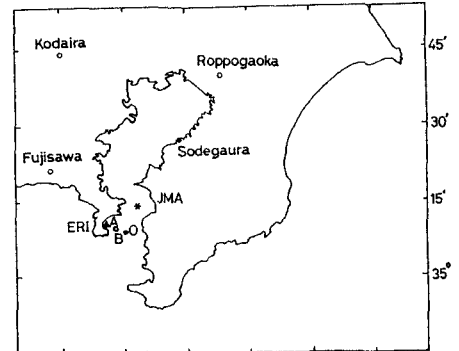 Kodaira
Roppogaoka
45'
30'
Sodegaura
Fujisawa
15'
JMA
ERI
A
B
O
35°